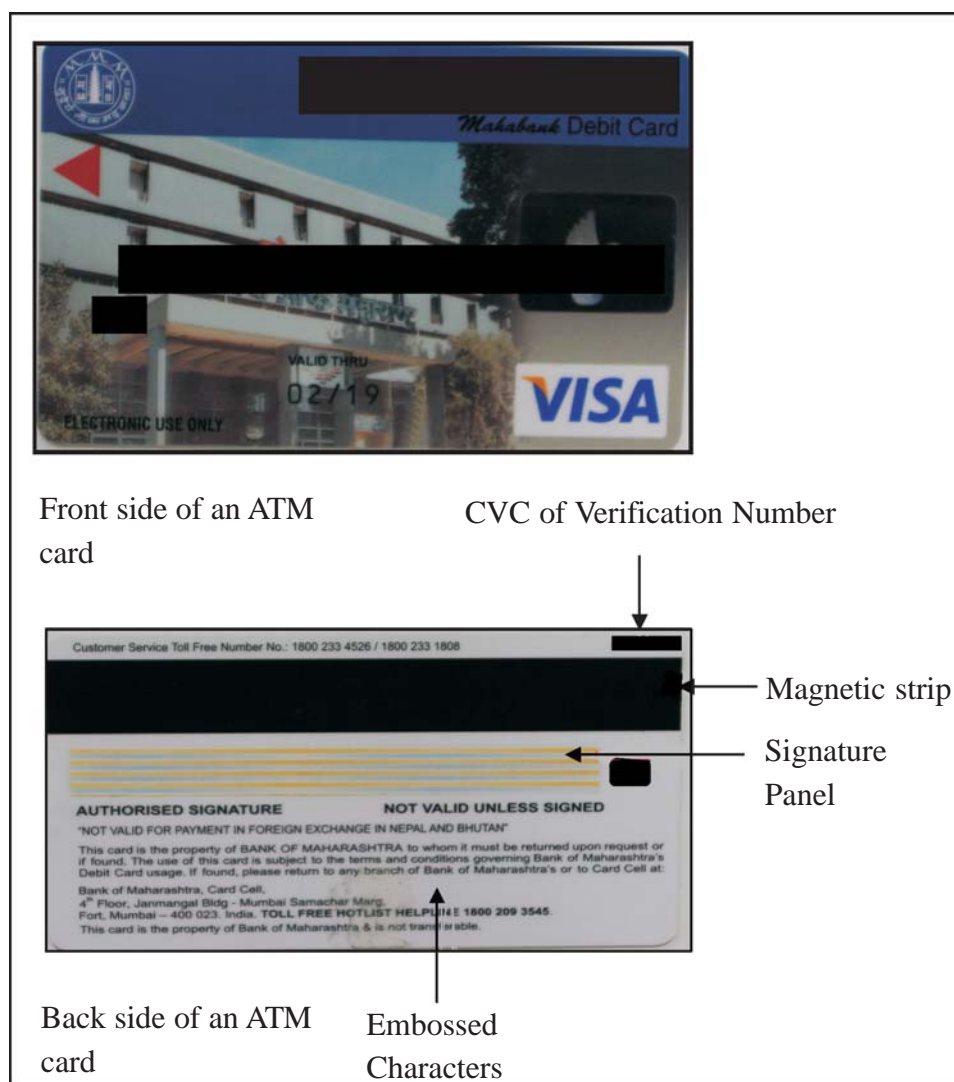 Mahabank Debit Card
VALID THRU
02/19
ELECTRONIC USE ONLY
VISA
Front side of an ATM
card
CVC of Verification Number
Customer Service Toll Free Number No.: 1800 233 4526 / 1800 233 1808
Magnetic strip
Signature
Panel
AUTHORISED SIGNATURE NOT VALID UNLESS SIGNED
"NOT VALID FOR PAYMENT IN FOREIGN EXCHANGE IN NEPAL AND BHUTAN"
This card is the property of BANK OF MAHARASHTRA to whom it must be returned upon request or
if found. The use of this card is subject to the terms and conditions governing Bank of Maharashtra's
Debit Card usage. If found, please return to any branch of Bank of Maharashtra's or to Card Cell at:
Bank of Maharashtra, Card Cell,
4th Floor, Janmangal Bldg - Mumbai Samachar Marg,
Fort, Mumbai – 400 023. India. TOLL FREE HOTLIST HELPLINE 1800 209 3545.
This card is the property of Bank of Maharashtra & is not transferable.
Back side of an ATM
card
Embossed
Characters